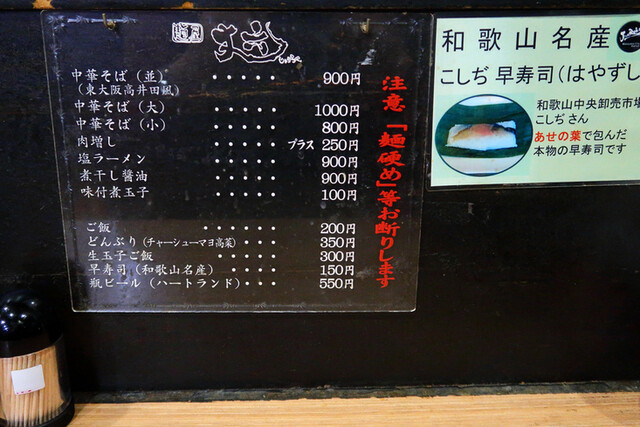 中華そば（並） ・・・・・ 900円
（東大阪高井田風）
中華そば（大） ・・・・・ 1000円
中華そば（小） ・・・・・ 800円
肉増し ・・・・・ プラス 250円
塩ラーメン ・・・・・ 900円
煮干し醤油 ・・・・・ 900円
味付煮玉子 ・・・・・ 100円
ご飯 ・・・・・・ 200円
どんぶり（チャーシューマヨ高菜）・・・ 350円
生玉子ご飯 ・・・・・ 300円
早寿司（和歌山名産） ・・・・ 150円
瓶ビール（ハートランド）・・・ 550円
注意「麺硬め」等お断りします
和歌山名産
こしぢ 早寿司（はやずし
和歌山中央卸売市場
こしぢさん
あせの葉で包んだ
本物の早寿司です